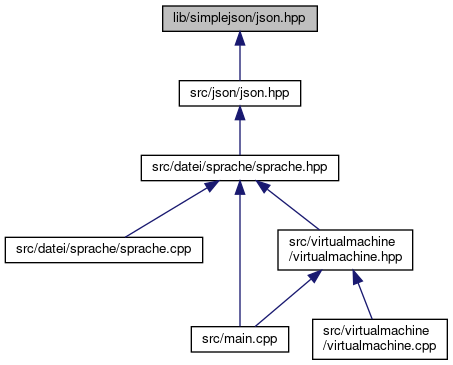 lib/simplejson/json.hpp
src/json/json.hpp
src/datei/sprache/sprache.hpp
src/datei/sprache/sprache.cpp
src/virtualmachine
/virtualmachine.hpp
src/main.cpp
src/virtualmachine
/virtualmachine.cpp